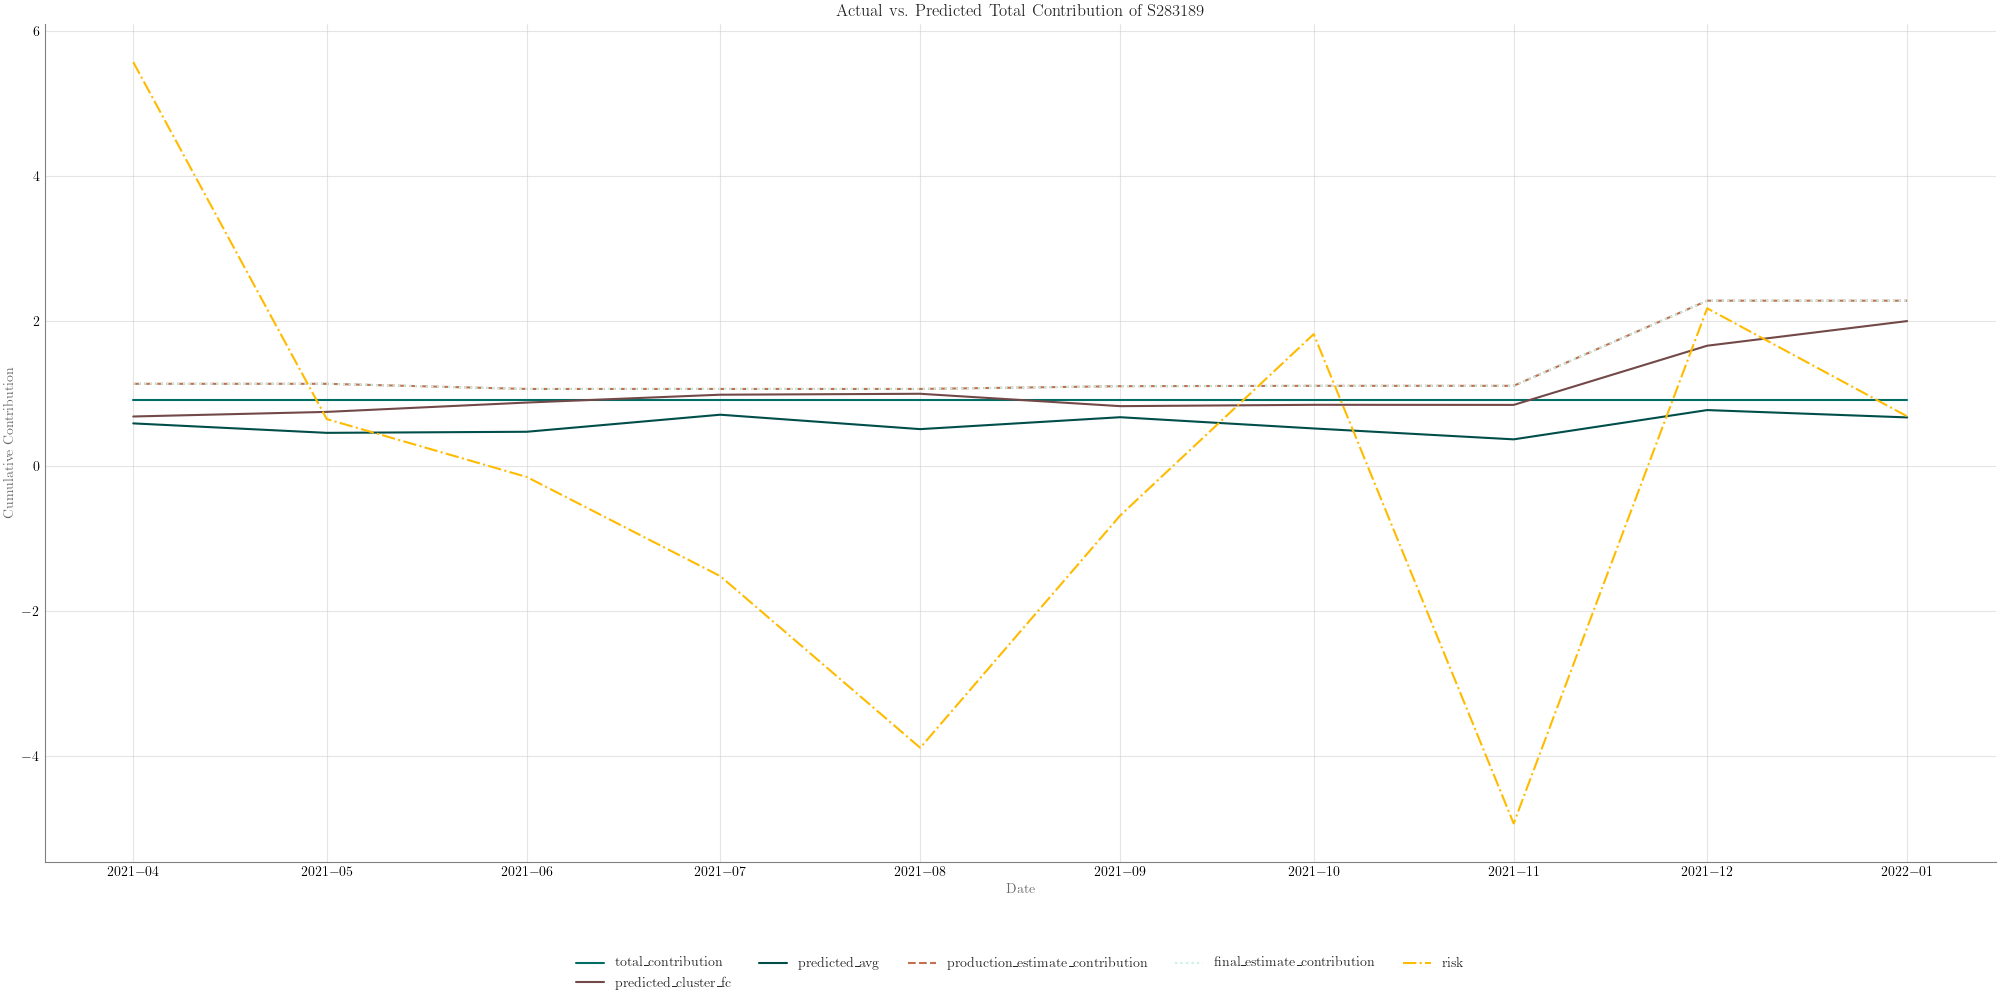 Actual vs. Predicted Total Contribution of S283189
6
4
2
0
−2
−4
Cumulative Contribution
2021−04 2021−05 2021−06 2021−07 2021−08 2021−09 2021−10 2021−11 2021−12 2022−01
Date
total_contribution predicted_avg production_estimate_contribution final_estimate_contribution risk
predicted_cluster_fc